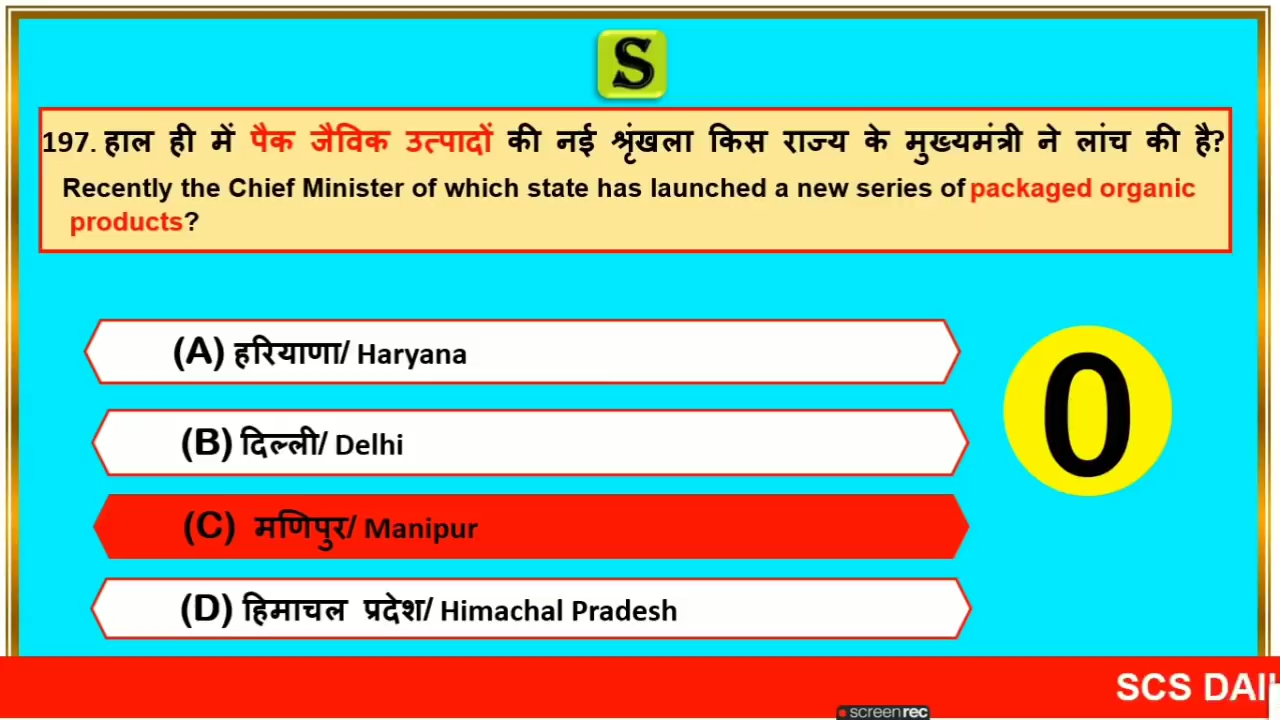 S
197. हाल ही में पैक जैविक उत्पादों की नई श्रृंखला किस राज्य के मुख्यमंत्री ने लांच की है?
Recently the Chief Minister of which state has launched a new series of packaged organic
products?
(A) हरियाणा/ Haryana
(B) दिल्ली/ Delhi
0
(C) मणिपुर/ Manipur
(D) हिमाचल प्रदेश/ Himachal Pradesh
SCS
screenrec